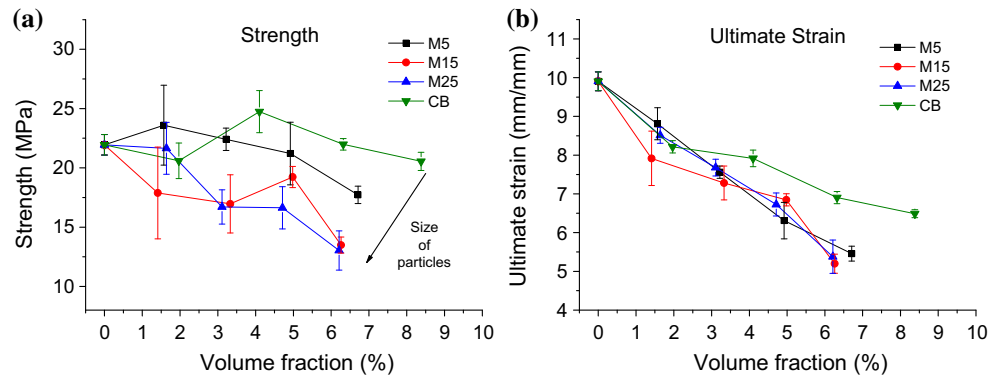 (a)
Strength
M5
M15
M25
CB
Size
of
particles
Strength (MPa)
30
25
20
15
10
0 1 2 3 4 5 6 7 8 9 10
Volume fraction (%)
(b)
Ultimate Strain
M5
M15
M25
CB
Ultimate strain (mm/mm)
11
10
9
8
7
6
5
4
0 1 2 3 4 5 6 7 8 9 10
Volume fraction (%)